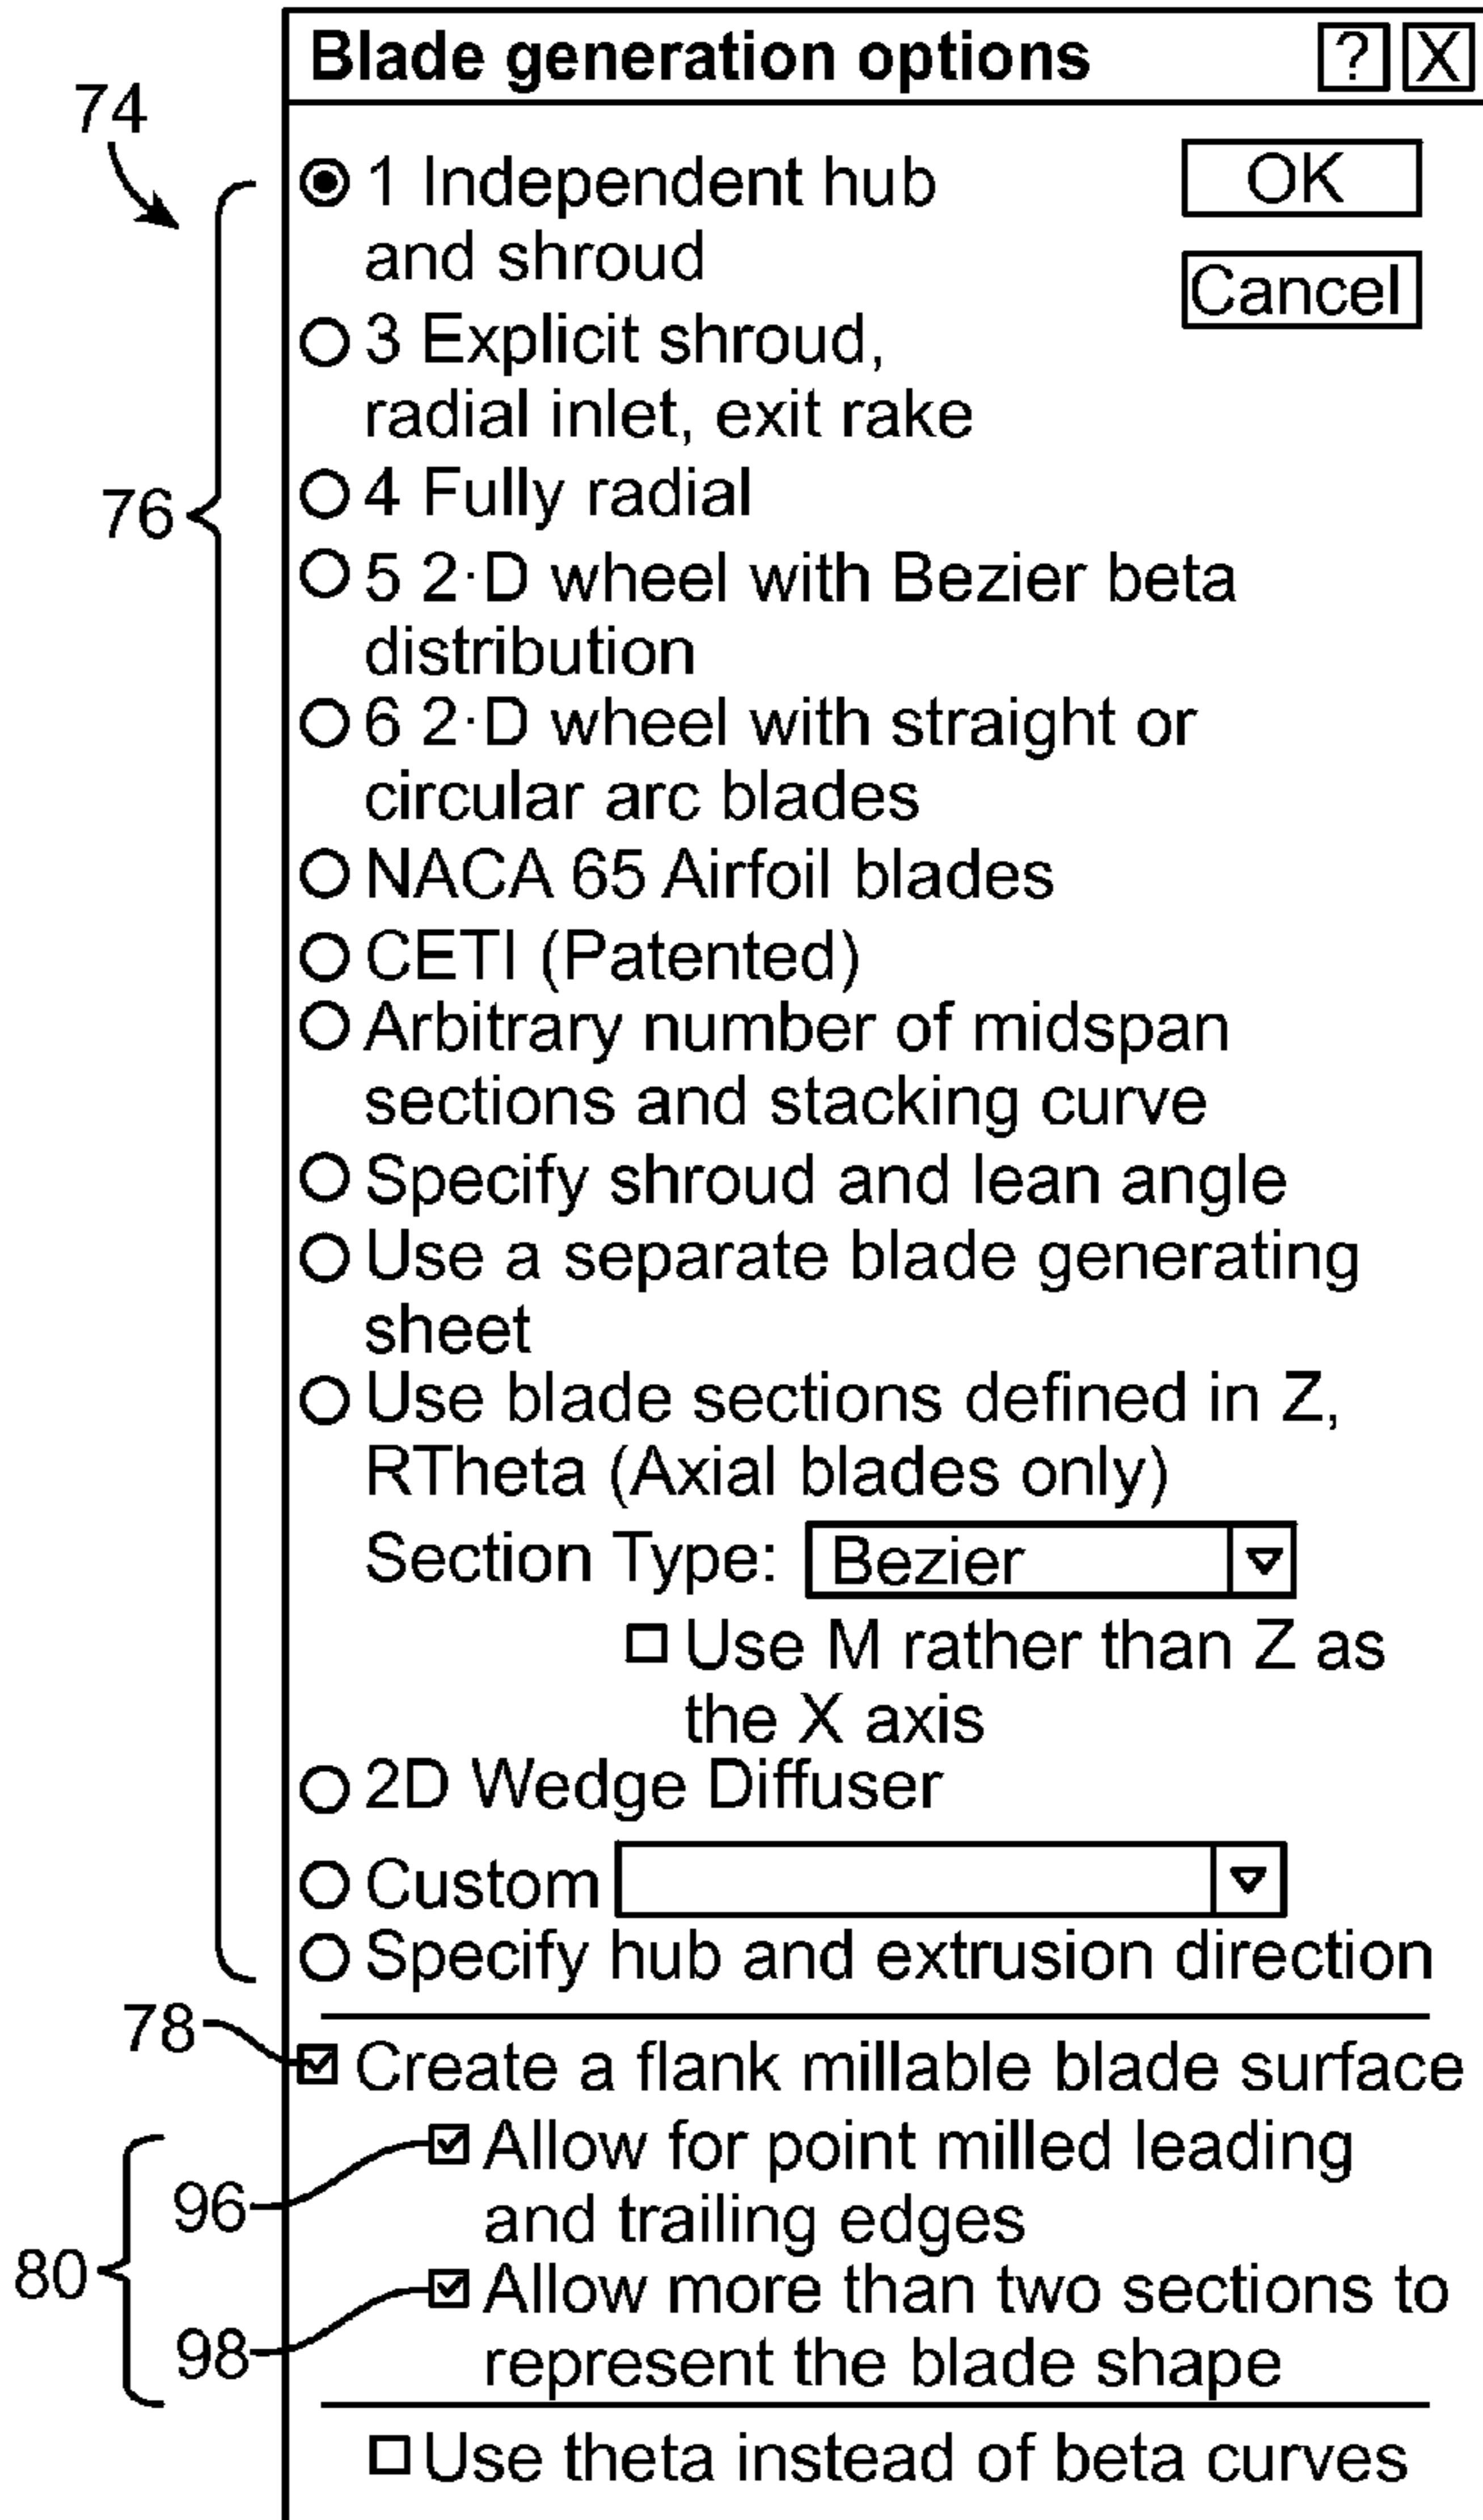 Blade generation options ? X
74
1 Independent hub
and shroud
OK
Cancel
3 Explicit shroud,
radial inlet, exit rake
4 Fully radial
76
5 2·D wheel with Bezier beta
distribution
6 2·D wheel with straight or
circular arc blades
NACA 65 Airfoil blades
CETI (Patented)
Arbitrary number of midspan
sections and stacking curve
Specify shroud and lean angle
Use a separate blade generating
sheet
Use blade sections defined in Z,
RTheta (Axial blades only)
Section Type: Bezier
Use M rather than Z as
the X axis
2D Wedge Diffuser
Custom
Specify hub and extrusion direction
78
Create a flank millable blade surface
80
96
Allow for point milled leading
and trailing edges
98
Allow more than two sections to
represent the blade shape
Use theta instead of beta curves